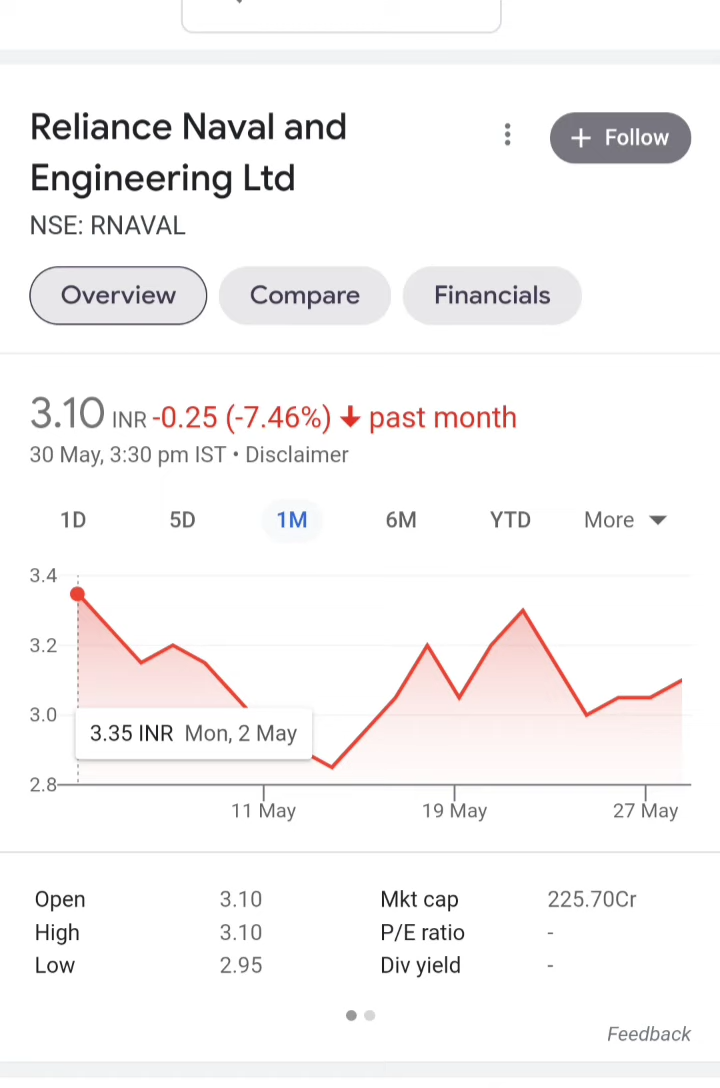 Reliance Naval and
Engineering Ltd
+ Follow
NSE: RNAVAL
Overview Compare Financials
3.10 INR -0.25 (-7.46%) ↓ past month
30 May, 3:30 pm IST • Disclaimer
1D 5D 1M 6M YTD More
3.4
3.2
3.0
3.35 INR Mon, 2 May
2.8
11 May 19 May 27 May
Open 3.10 Mkt cap 225.70Cr
High 3.10 P/E ratio -
Low 2.95 Div yield -
Feedback